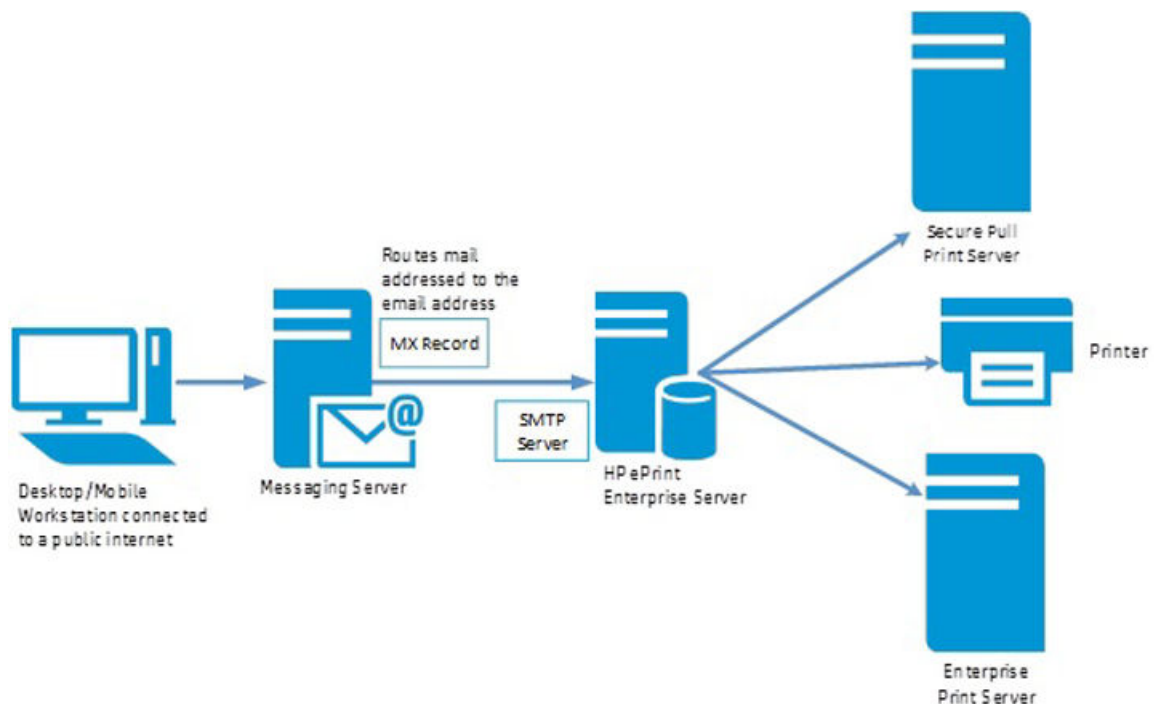 Secure Pull
Print Server
Routes mail
addressed to the
email address
MX Record
Printer
SMTP
Server
@
Desktop/Mobile
Workstation connected
to a public internet
Messaging Server
HP ePrint
Enterprise Server
Enterprise
Print Server